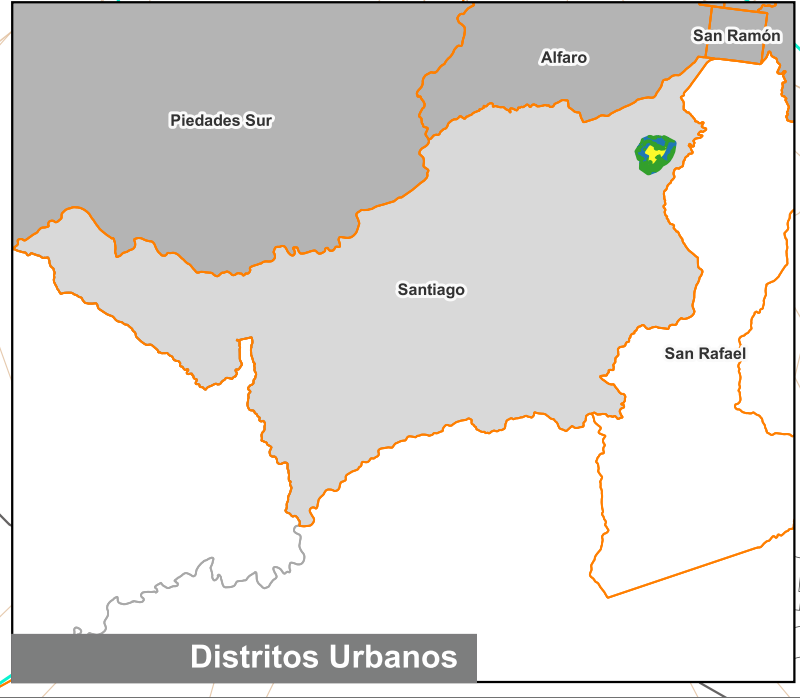 San Ramón
Alfaro
Piedades Sur
Santiago
San Rafael
Distritos Urbanos